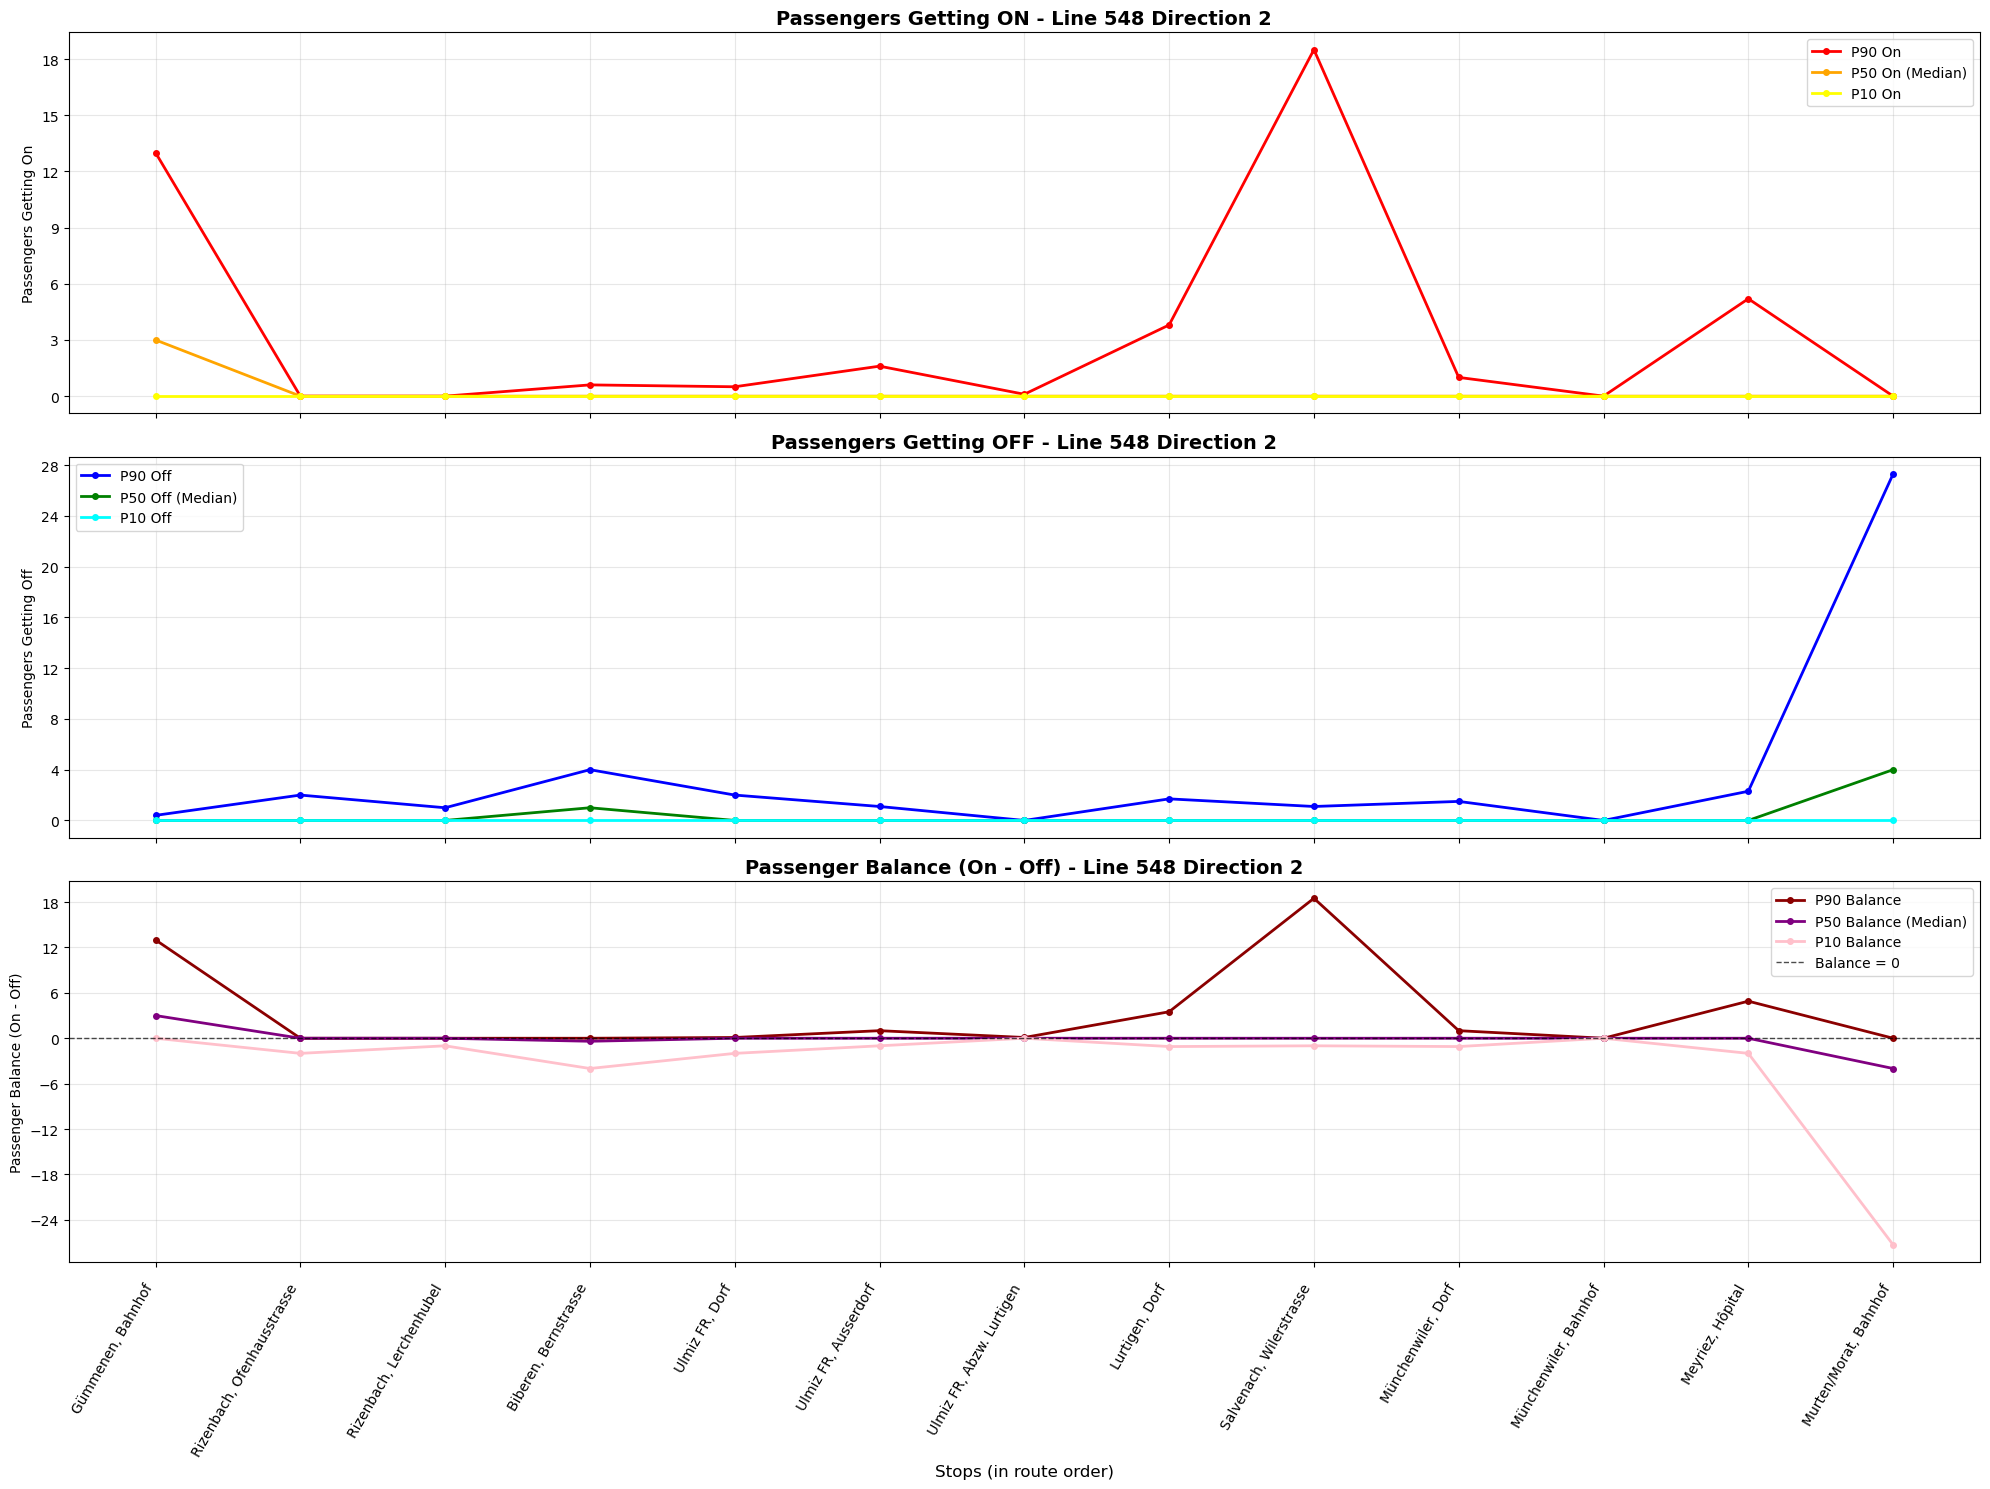 Passengers Getting ON - Line 548 Direction 2
Passengers Getting On
18
15
12
9
6
3
0
P90 On
P50 On (Median)
P10 On
Passengers Getting OFF - Line 548 Direction 2
Passengers Getting Off
28
24
20
16
12
8
4
0
P90 Off
P50 Off (Median)
P10 Off
Passenger Balance (On - Off) - Line 548 Direction 2
Passenger Balance (On - Off)
18
12
6
0
−6
−12
−18
−24
P90 Balance
P50 Balance (Median)
P10 Balance
Balance = 0
Gümmenen, Bahnhof
Rizenbach, Ofenhausstrasse
Rizenbach, Lerchenhubel
Biberen, Bernstrasse
Ulmiz FR, Dorf
Ulmiz FR, Ausserdorf
Ulmiz FR, Abzw. Lurtigen
Lurtigen, Dorf
Salvenach, Wilerstrasse
Münchenwiler, Dorf
Münchenwiler, Bahnhof
Meyriez, Hôpital
Murten/Morat, Bahnhof
Stops (in route order)